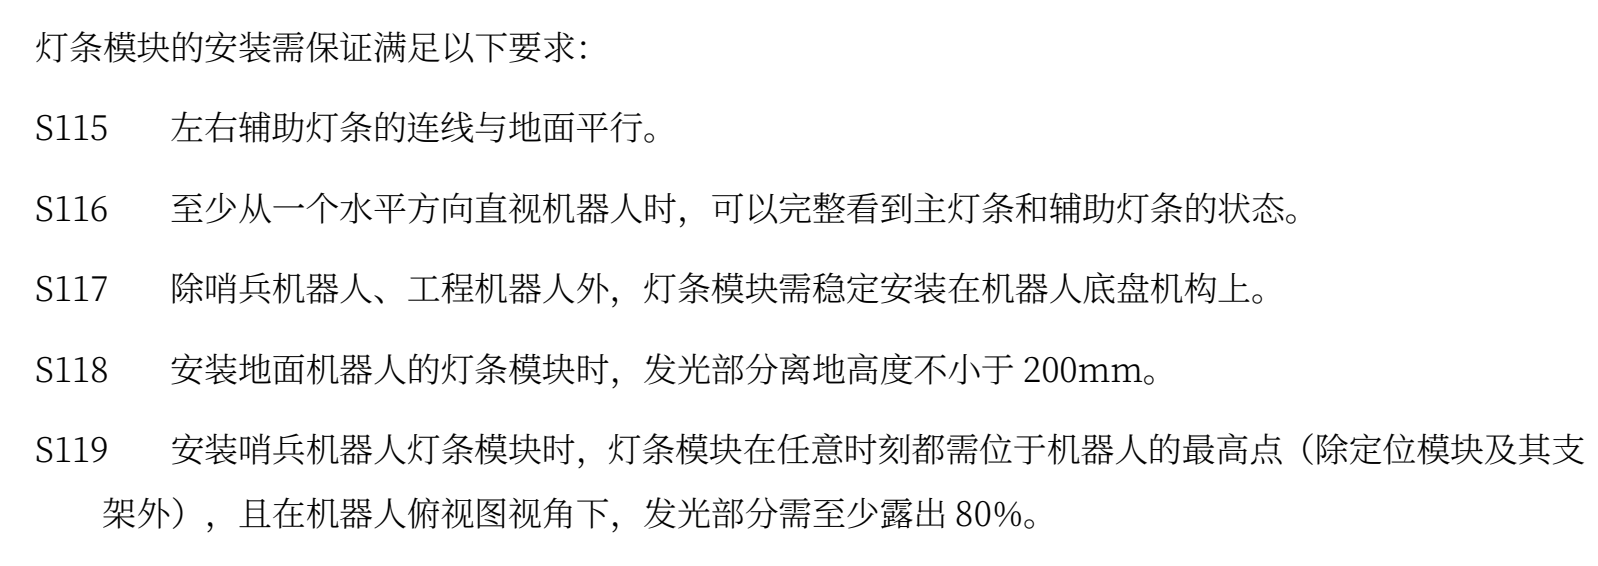 灯条模块的安装需保证满足以下要求：
S115 左右辅助灯条的连线与地面平行。
S116 至少从一个水平方向直视机器人时，可以完整看到主灯条和辅助灯条的状态。
S117 除哨兵机器人、工程机器人外，灯条模块需稳定安装在机器人底盘机构上。
S118 安装地面机器人的灯条模块时，发光部分离地高度不小于 200mm。
S119 安装哨兵机器人灯条模块时，灯条模块在任意时刻都需位于机器人的最高点（除定位模块及其支
架外），且在机器人俯视图视角下，发光部分需至少露出 80%。